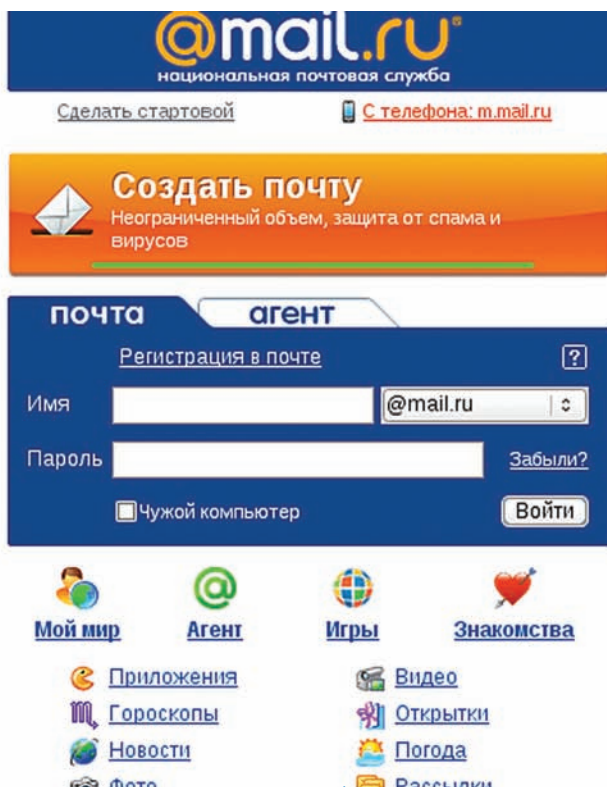 @mail.ru
национальная почтовая служба
Сделать стартовой С телефона: m.mail.ru
Создать почту
Неограниченный объем, защита от спама и
вирусов
почта агент
Регистрация в почте ?
Имя @mail.ru
Пароль Забыли?
Чужой компьютер Войти
Мой мир Агент Игры Знакомства
Приложения Видео
Гороскопы Открытки
Новости Погода
Фото Рассылки